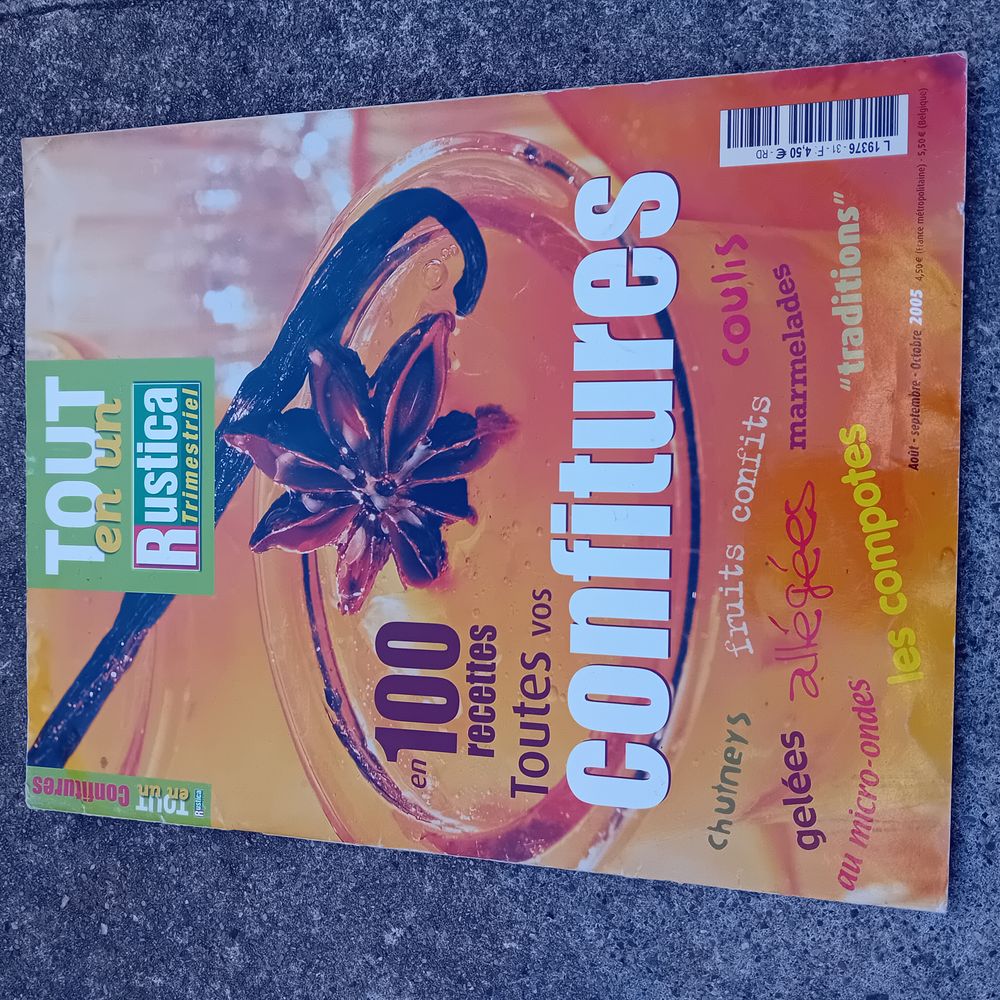 TOUT
en un
Rustica
Trimestriel
TOUT
en un
Confitures
Rustica
en 100
recettes
Toutes vos
confitures
chutneys
fruits confits
coulis
gelées
allégées
marmelades
au micro-ondes
les compotes
"traditions"
Août - septembre - Octobre 2005 4,50 € (France métropolitaine) - 5,50 € (Belgique)
L 19376 - 31 - F: 4,50 € - RD